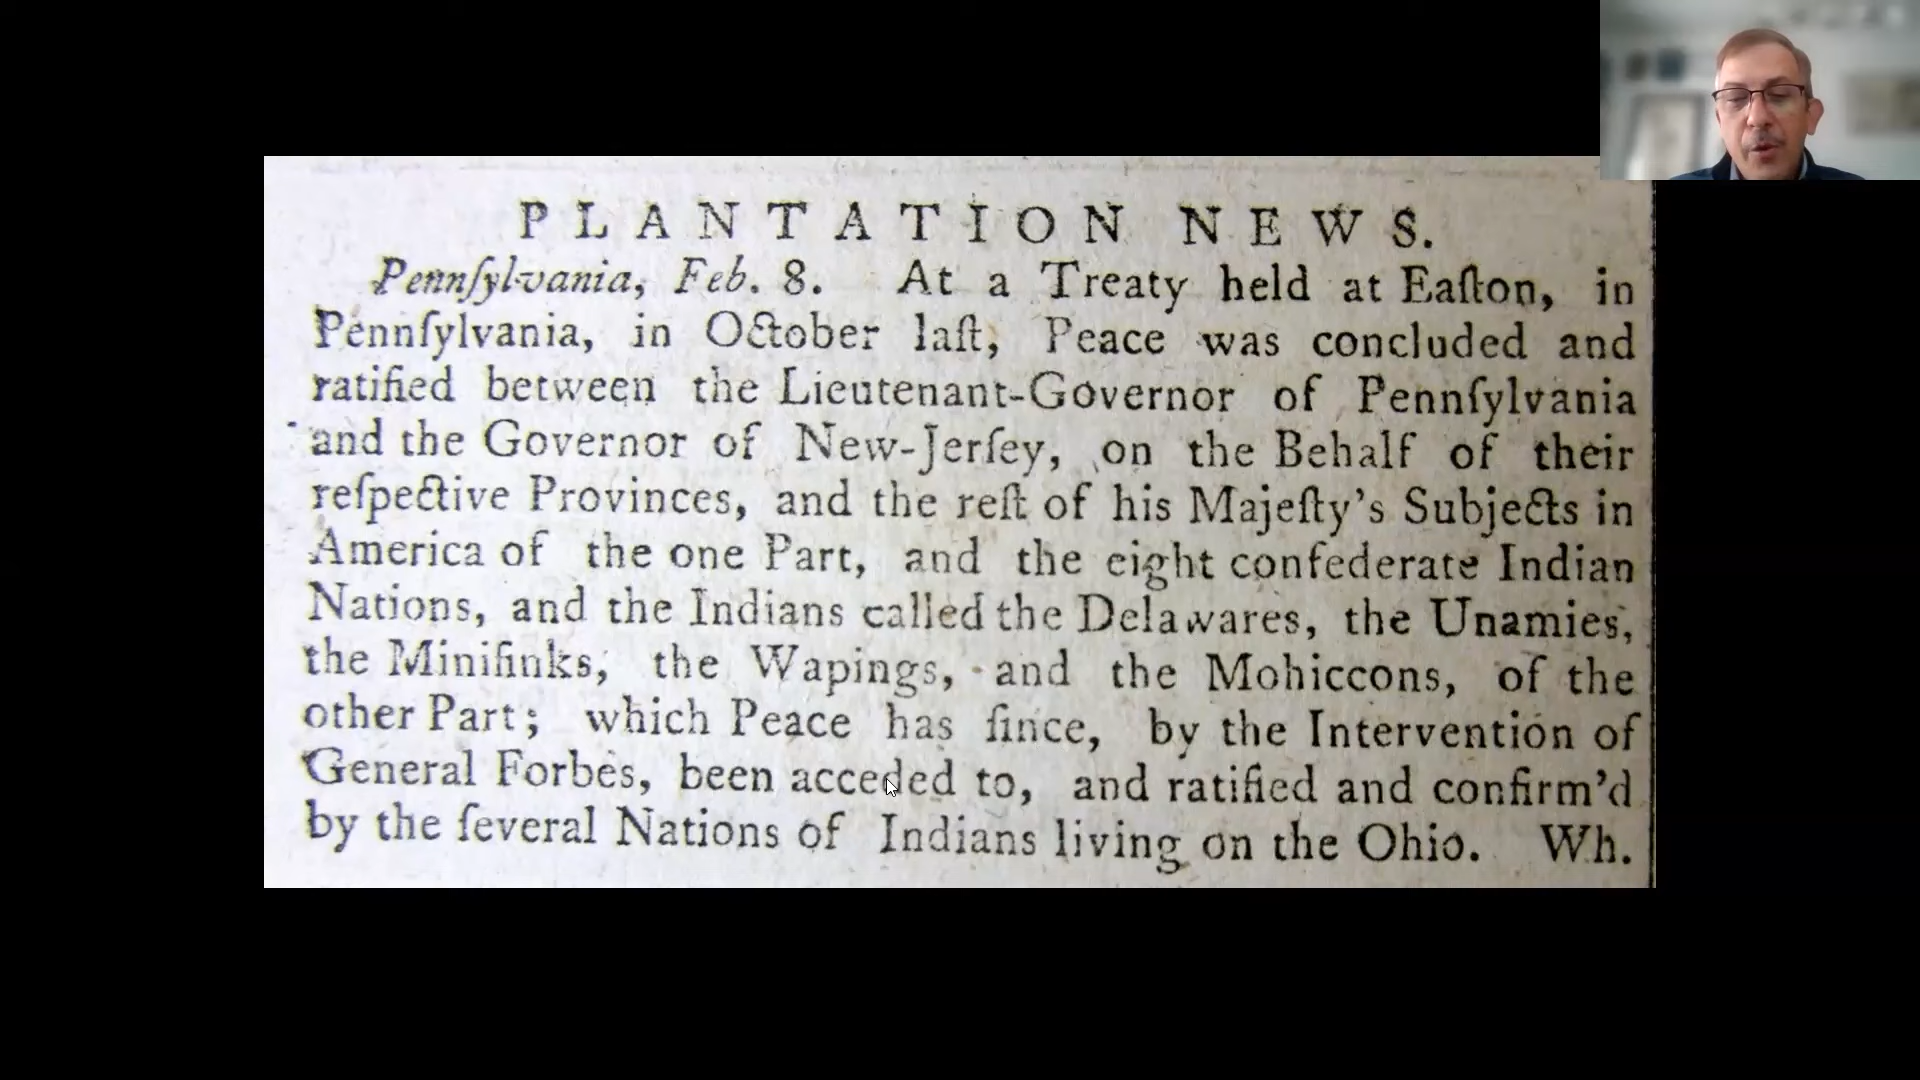 PLANTATION NEWS.
Pennſylvania, Feb. 8. At a Treaty held at Eaſton, in
Pennſylvania, in October laſt, Peace was concluded and
ratified between the Lieutenant-Governor of Pennſylvania
and the Governor of New-Jerſey, on the Behalf of their
reſpective Provinces, and the reſt of his Majeſty's Subjects in
America of the one Part, and the eight confederate Indian
Nations, and the Indians called the Delawares, the Unamies,
the Miniſinks, the Wapings, and the Mohiccons, of the
other Part; which Peace has ſince, by the Intervention of
General Forbes, been acceded to, and ratified and confirm'd
by the ſeveral Nations of Indians living on the Ohio. Wh.